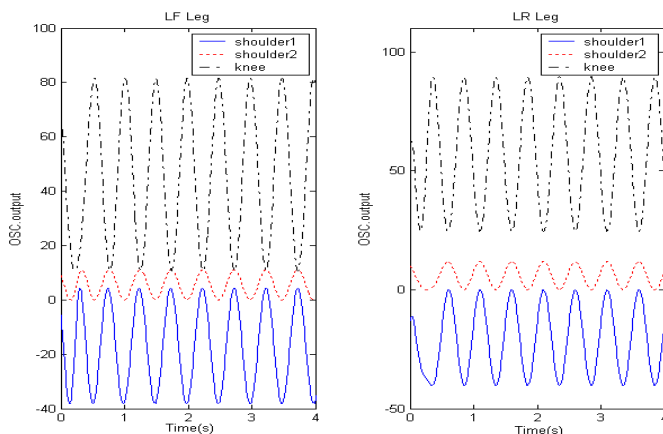 LF Leg
100
80
60
40
20
0
-20
-40
OSC.output
shoulder1
shoulder2
knee
0
1
2
3
4
Time(s)
LR Leg
100
50
0
-50
OSC.output
shoulder1
shoulder2
knee
0
1
2
3
4
Time(s)